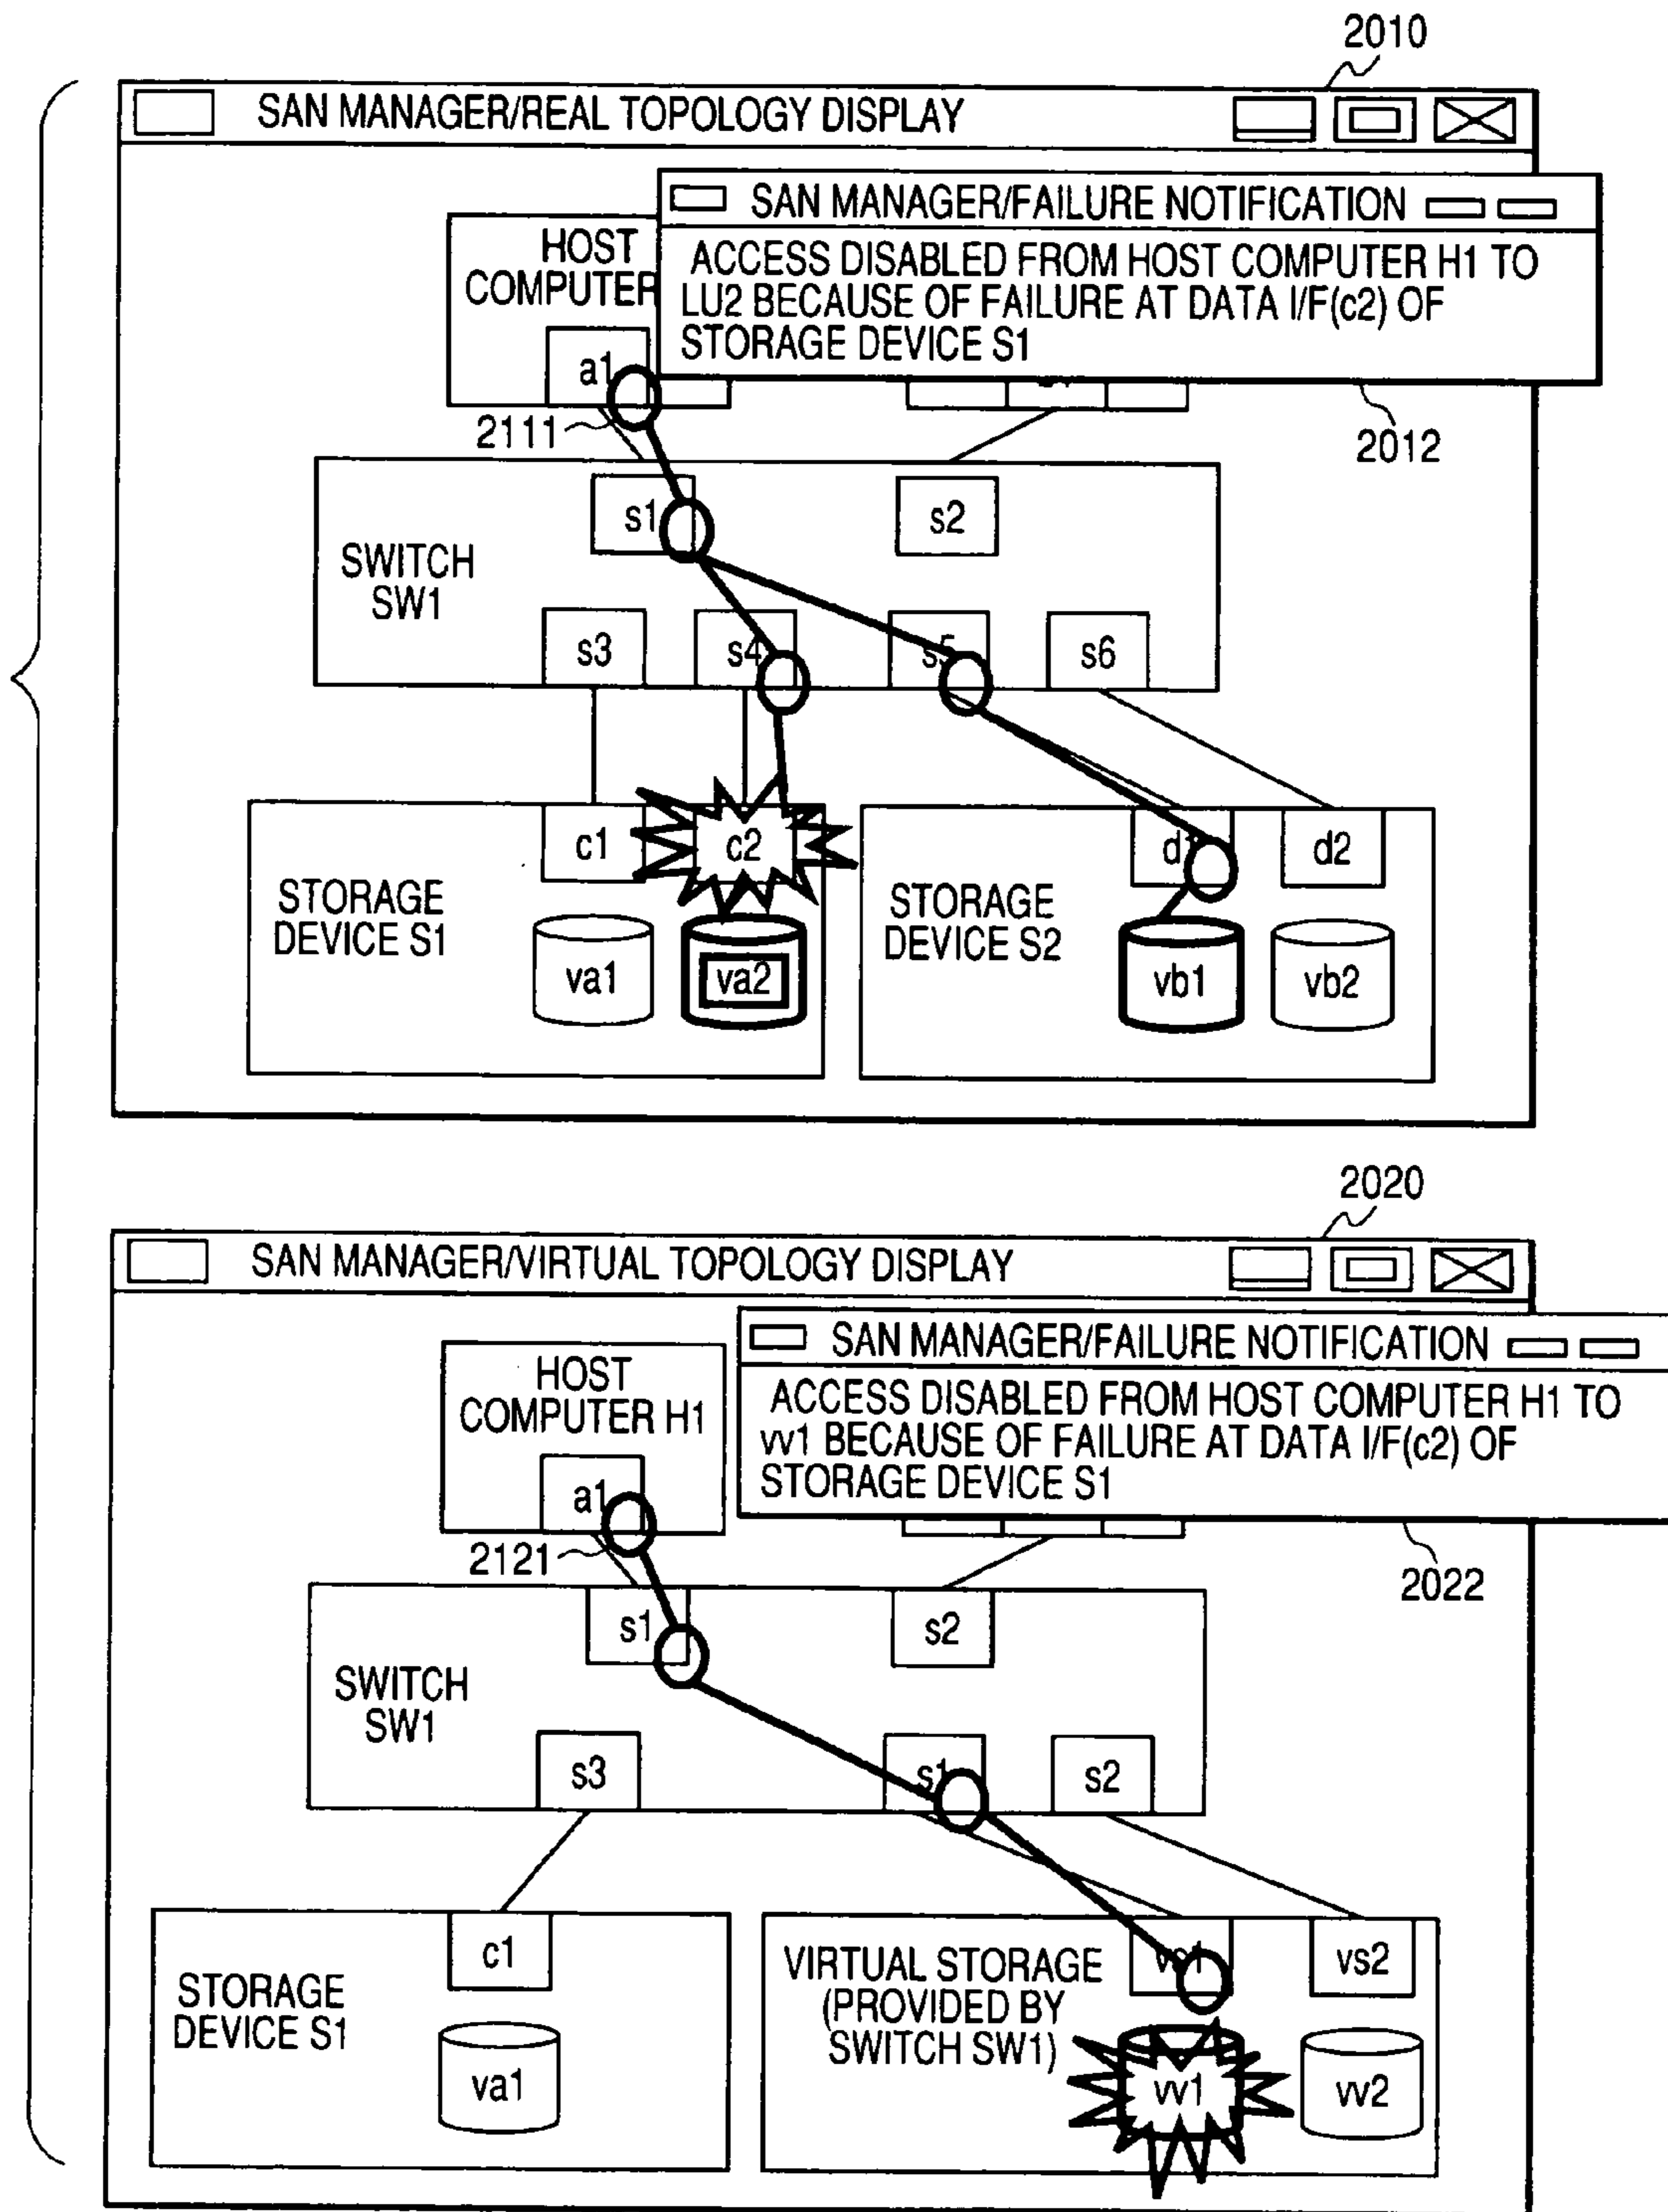 2010
SAN MANAGER/REAL TOPOLOGY DISPLAY
SAN MANAGER/FAILURE NOTIFICATION
HOST
COMPUTER
ACCESS DISABLED FROM HOST COMPUTER H1 TO
LU2 BECAUSE OF FAILURE AT DATA I/F(c2) OF
STORAGE DEVICE S1
a1
2111
2012
s1
s2
SWITCH
SW1
s3
s4
s5
s6
c1
c2
d1
d2
STORAGE
DEVICE S1
STORAGE
DEVICE S2
va1
va2
vb1
vb2
2020
SAN MANAGER/VIRTUAL TOPOLOGY DISPLAY
SAN MANAGER/FAILURE NOTIFICATION
HOST
COMPUTER H1
ACCESS DISABLED FROM HOST COMPUTER H1 TO
vv1 BECAUSE OF FAILURE AT DATA I/F(c2) OF
STORAGE DEVICE S1
a1
2121
2022
s1
s2
SWITCH
SW1
s3
s1
s2
c1
vs1
vs2
STORAGE
DEVICE S1
VIRTUAL STORAGE
(PROVIDED BY
SWITCH SW1)
va1
vv1
vv2